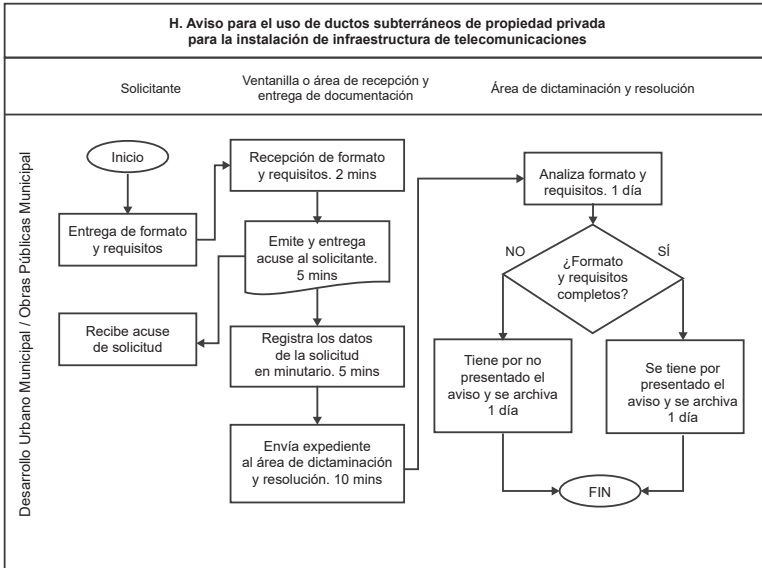 H. Aviso para el uso de ductos subterráneos de propiedad privada
para la instalación de infraestructura de telecomunicaciones
Solicitante
Ventanilla o área de recepción y
entrega de documentación
Área de dictaminación y resolución
Desarrollo Urbano Municipal / Obras Públicas Municipal
Inicio
Entrega de formato
y requisitos
Recepción de formato
y requisitos. 2 mins
Emite y entrega
acuse al solicitante.
5 mins
Recibe acuse
de solicitud
Registra los datos
de la solicitud
en minutario. 5 mins
Envía expediente
al área de dictaminación
y resolución. 10 mins
Analiza formato y
requisitos. 1 día
NO
SÍ
¿Formato
y requisitos
completos?
Tiene por no
presentado el
aviso y se archiva
1 día
Se tiene por
presentado el
aviso y se archiva
1 día
FIN